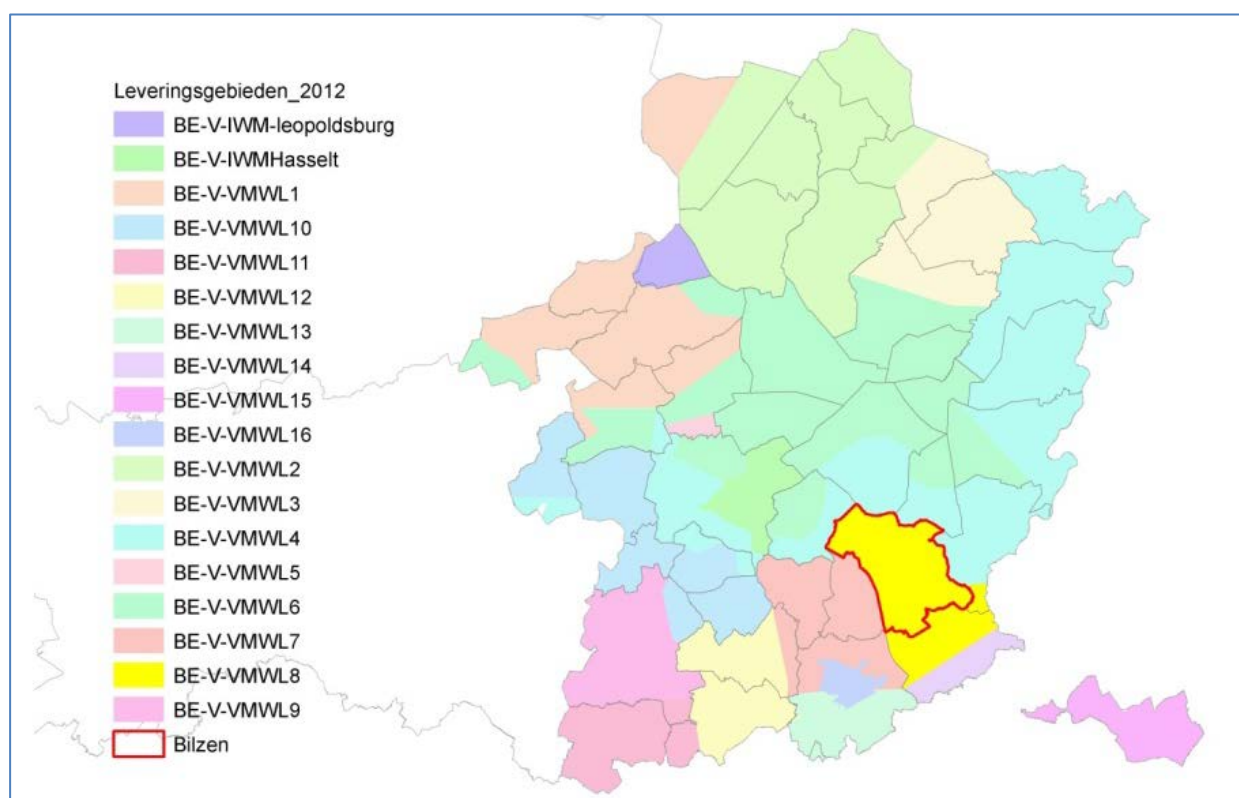 Leveringsgebieden_2012
BE-V-IWM-leopoldsburg
BE-V-IWMHasselt
BE-V-VMWL1
BE-V-VMWL10
BE-V-VMWL11
BE-V-VMWL12
BE-V-VMWL13
BE-V-VMWL14
BE-V-VMWL15
BE-V-VMWL16
BE-V-VMWL2
BE-V-VMWL3
BE-V-VMWL4
BE-V-VMWL5
BE-V-VMWL6
BE-V-VMWL7
BE-V-VMWL8
BE-V-VMWL9
Bilzen